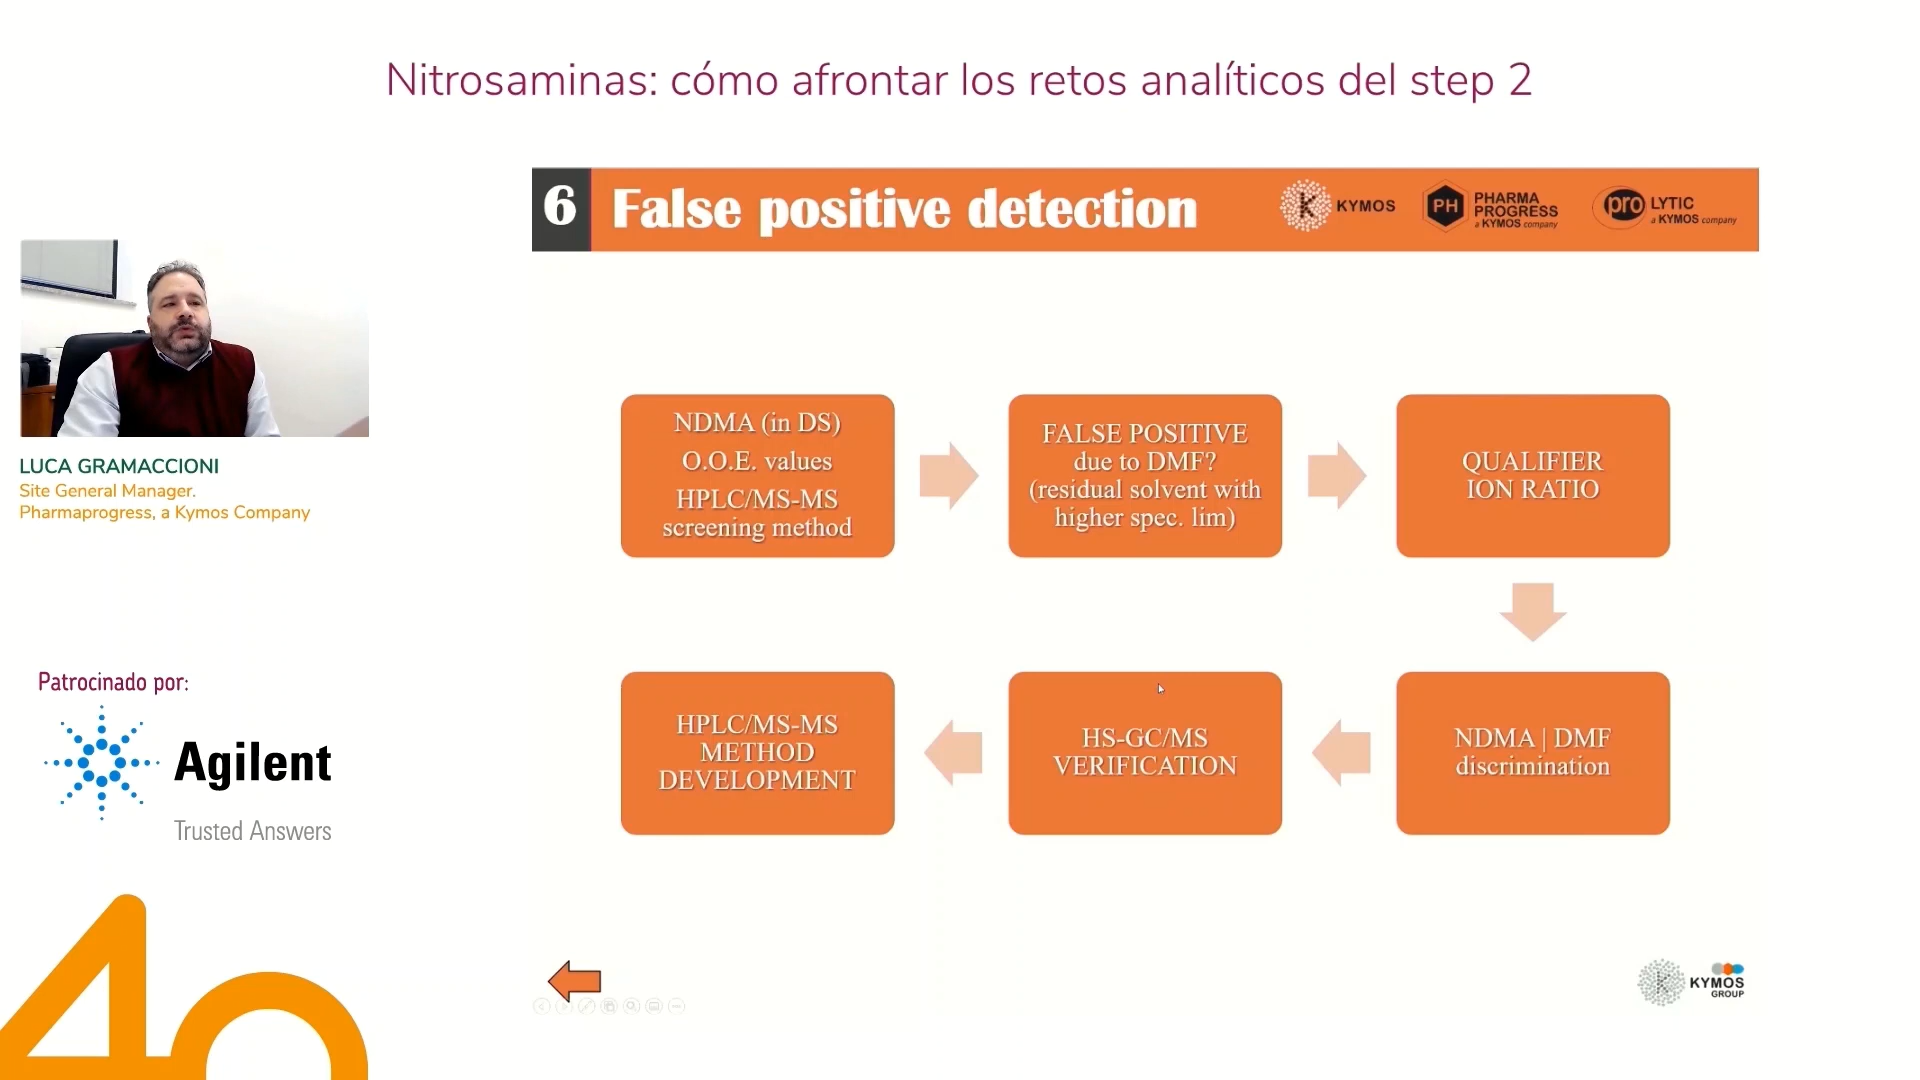 Nitrosaminas: cómo afrontar los retos analíticos del step 2
6 False positive detection
K KYMOS
PH PHARMA
PROGRESS
a KYMOS company
pro LYTIC
a KYMOS company
LUCA GRAMACCIONI
Site General Manager.
Pharmaprogress, a Kymos Company
NDMA (in DS)
O.O.E. values
HPLC/MS-MS
screening method
FALSE POSITIVE
due to DMF?
(residual solvent with
higher spec. lim)
QUALIFIER
ION RATIO
HPLC/MS-MS
METHOD
DEVELOPMENT
HS-GC/MS
VERIFICATION
NDMA | DMF
discrimination
Patrocinado por:
Agilent
Trusted Answers
K KYMOS
GROUP